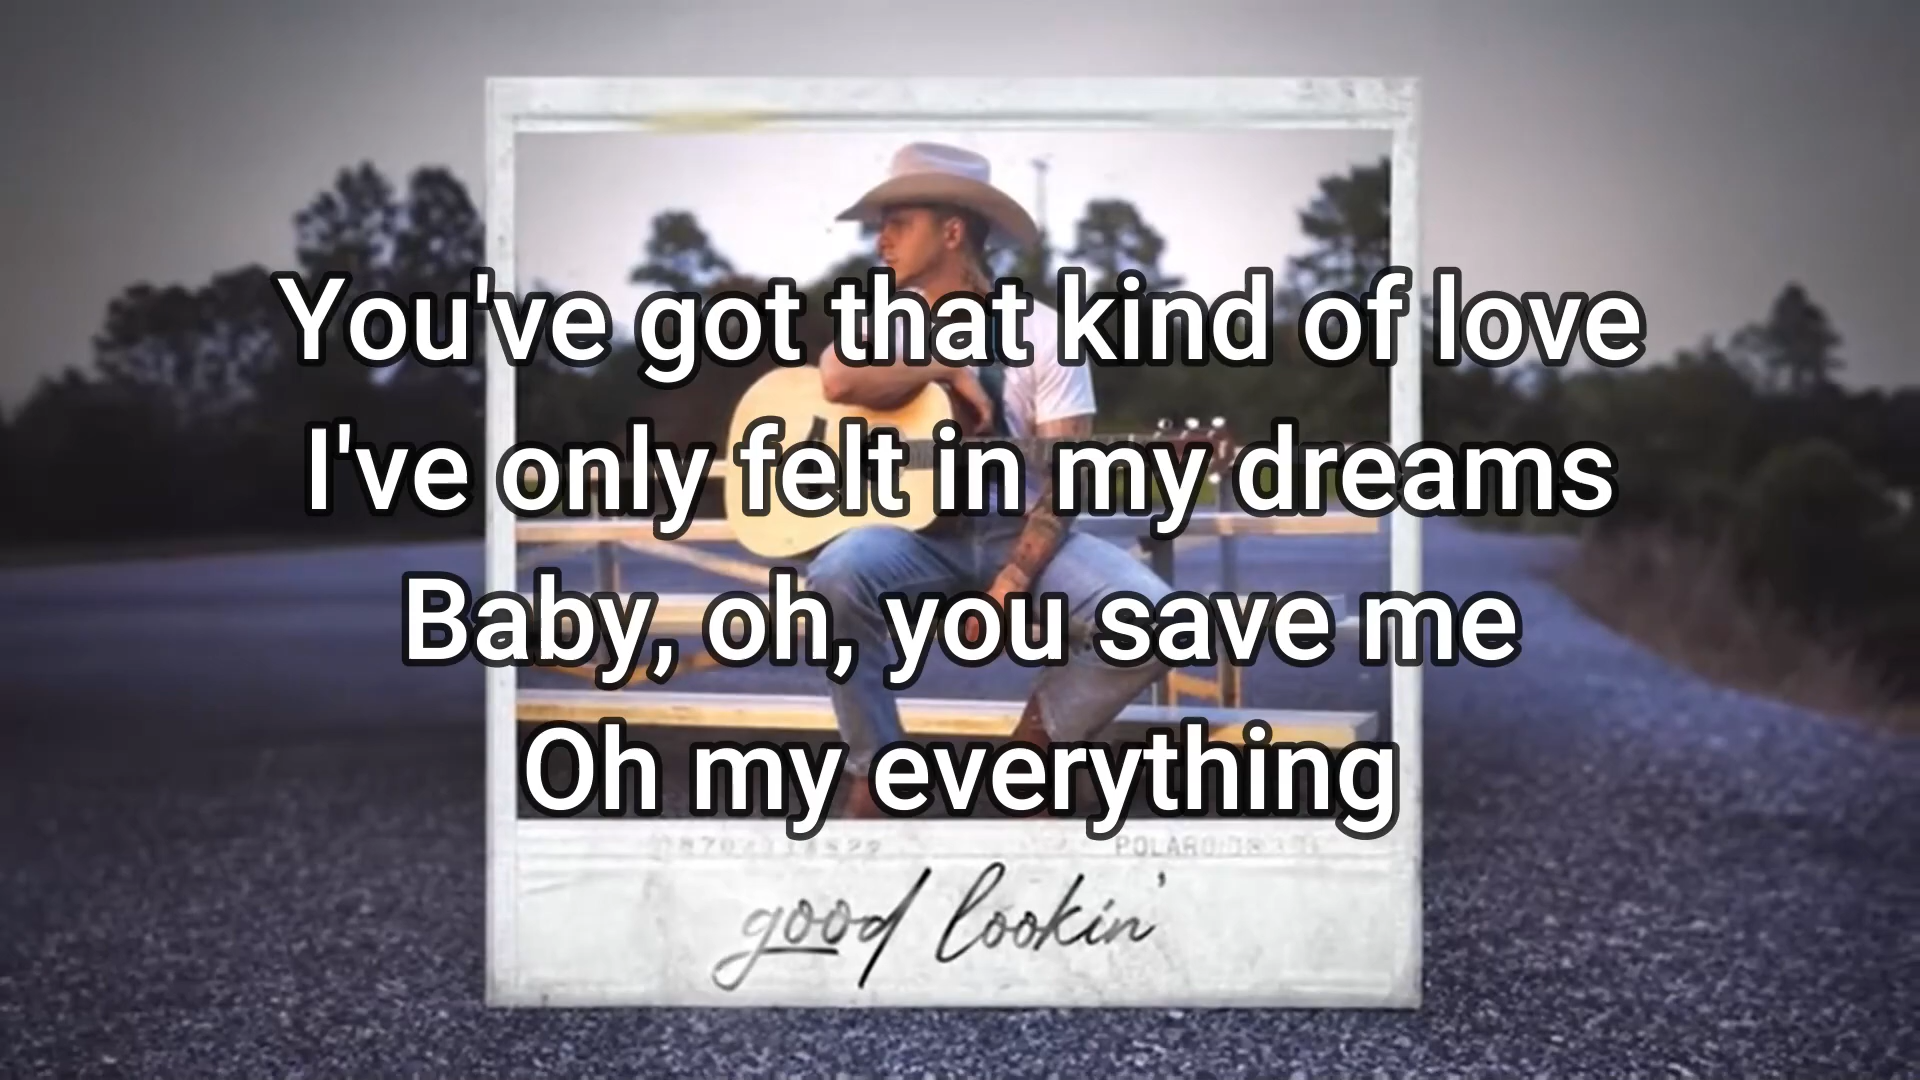 You've got that kind of love
I've only felt in my dreams
Baby, oh, you save me
Oh my everything
good lookin'